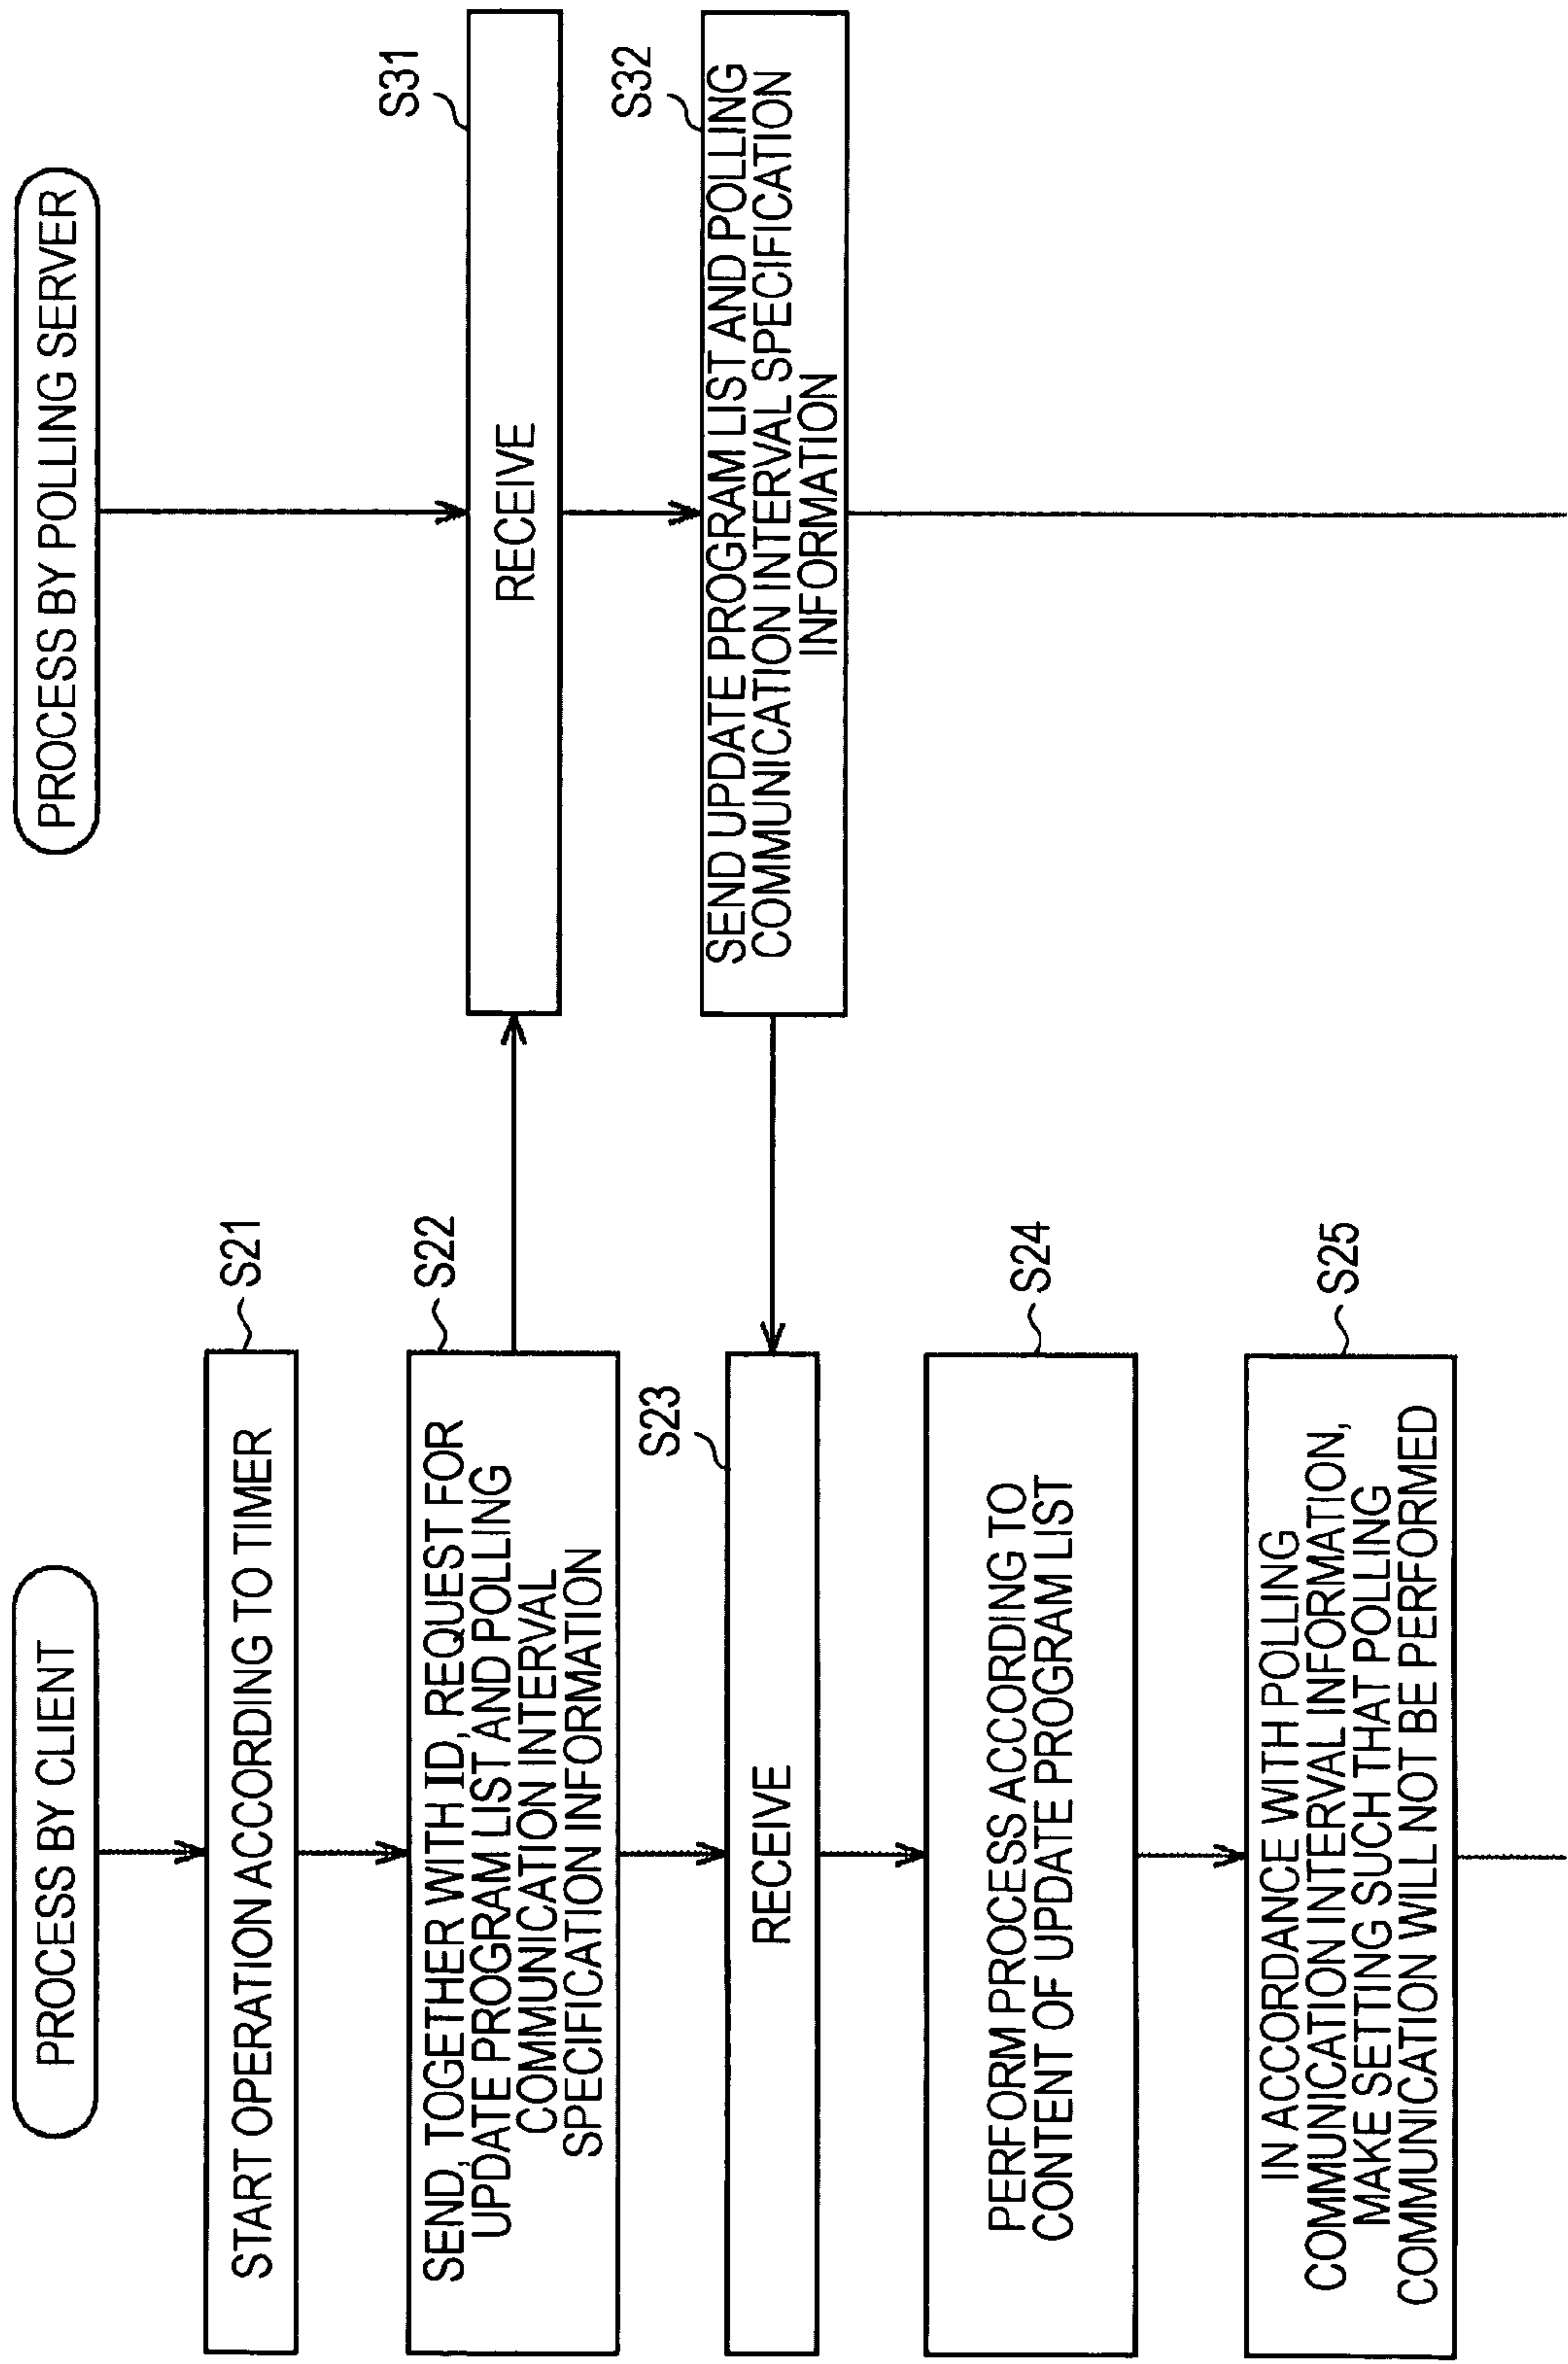 PROCESS BY CLIENT
START OPERATION ACCORDING TO TIMER
S21
SEND, TOGETHER WITH ID, REQUEST FOR
UPDATE PROGRAM LIST AND POLLING
COMMUNICATION INTERVAL
SPECIFICATION INFORMATION
S22
RECEIVE
S23
PERFORM PROCESS ACCORDING TO
CONTENT OF UPDATE PROGRAM LIST
S24
IN ACCORDANCE WITH POLLING
COMMUNICATION INTERVAL INFORMATION,
MAKE SETTING SUCH THAT POLLING
COMMUNICATION WILL NOT BE PERFORMED
S25
PROCESS BY POLLING SERVER
RECEIVE
S31
SEND UPDATE PROGRAM LIST AND POLLING
COMMUNICATION INTERVAL SPECIFICATION
INFORMATION
S32